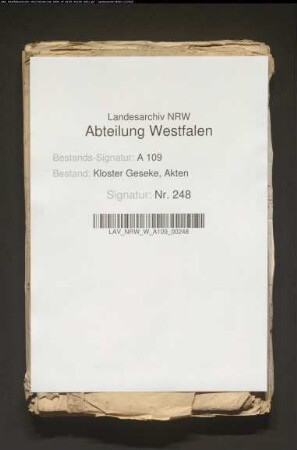 Landesarchiv NRW
Abteilung Westfalen
Bestands-Signatur: A 109
Bestand: Kloster Geseke, Akten
Signatur: Nr. 248
LAV_NRW_W_A109_00248